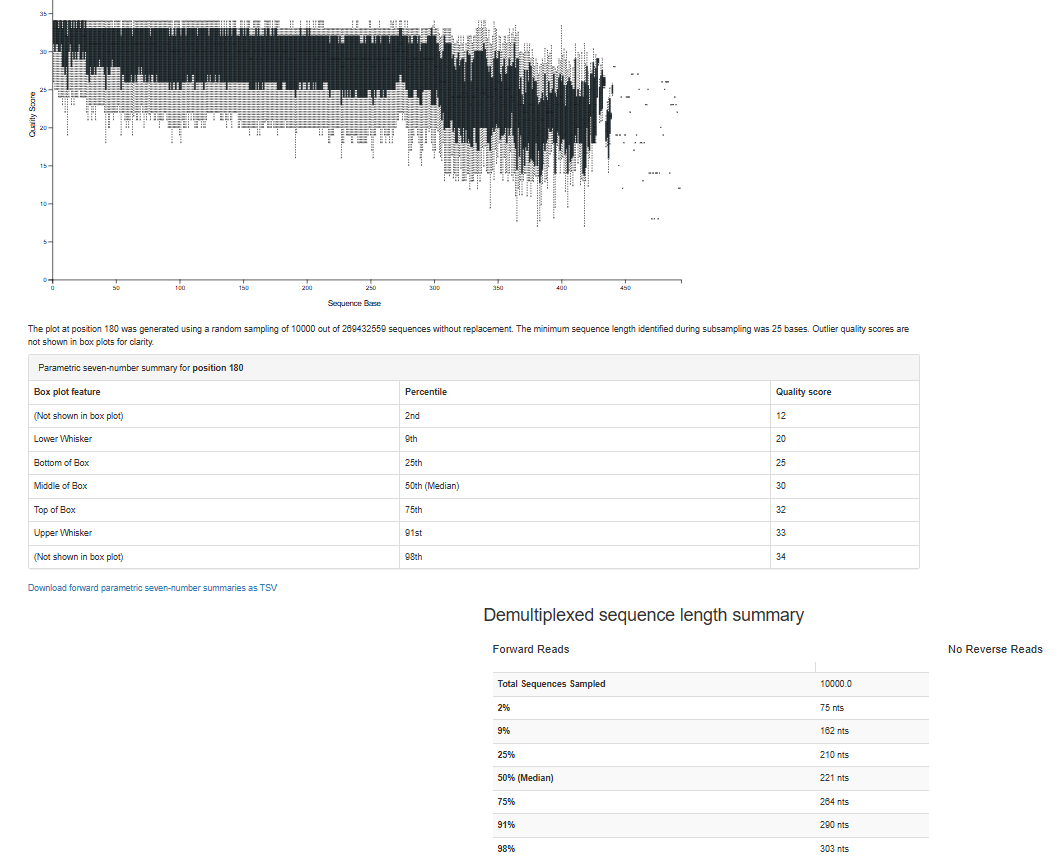 35
30
25
20
15
10
5
0
Quality Score
0 50 100 150 200 250 300 350 400 450
Sequence Base
The plot at position 180 was generated using a random sampling of 10000 out of 269432559 sequences without replacement. The minimum sequence length identified during subsampling was 25 bases. Outlier quality scores are
not shown in box plots for clarity.
Parametric seven-number summary for position 180
Box plot feature Percentile Quality score
(Not shown in box plot) 2nd 12
Lower Whisker 9th 20
Bottom of Box 25th 25
Middle of Box 50th (Median) 30
Top of Box 75th 32
Upper Whisker 91st 33
(Not shown in box plot) 98th 34
Download forward parametric seven-number summaries as TSV
Demultiplexed sequence length summary
Forward Reads No Reverse Reads
Total Sequences Sampled 10000.0
2% 75 nts
9% 162 nts
25% 210 nts
50% (Median) 221 nts
75% 264 nts
91% 290 nts
98% 303 nts